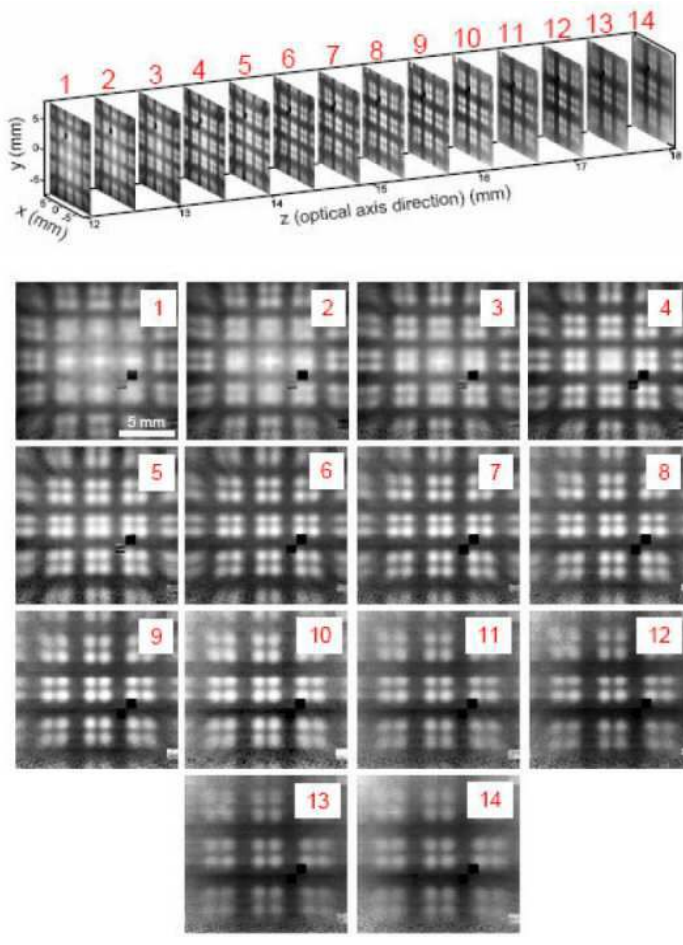 1 2 3 4 5 6 7 8 9 10 11 12 13 14
5
0
-5
y (mm)
x (mm)
12 13 14 15 16 17 18
z (optical axis direction) (mm)
1 2 3 4
5 mm
5 6 7 8
9 10 11 12
13 14